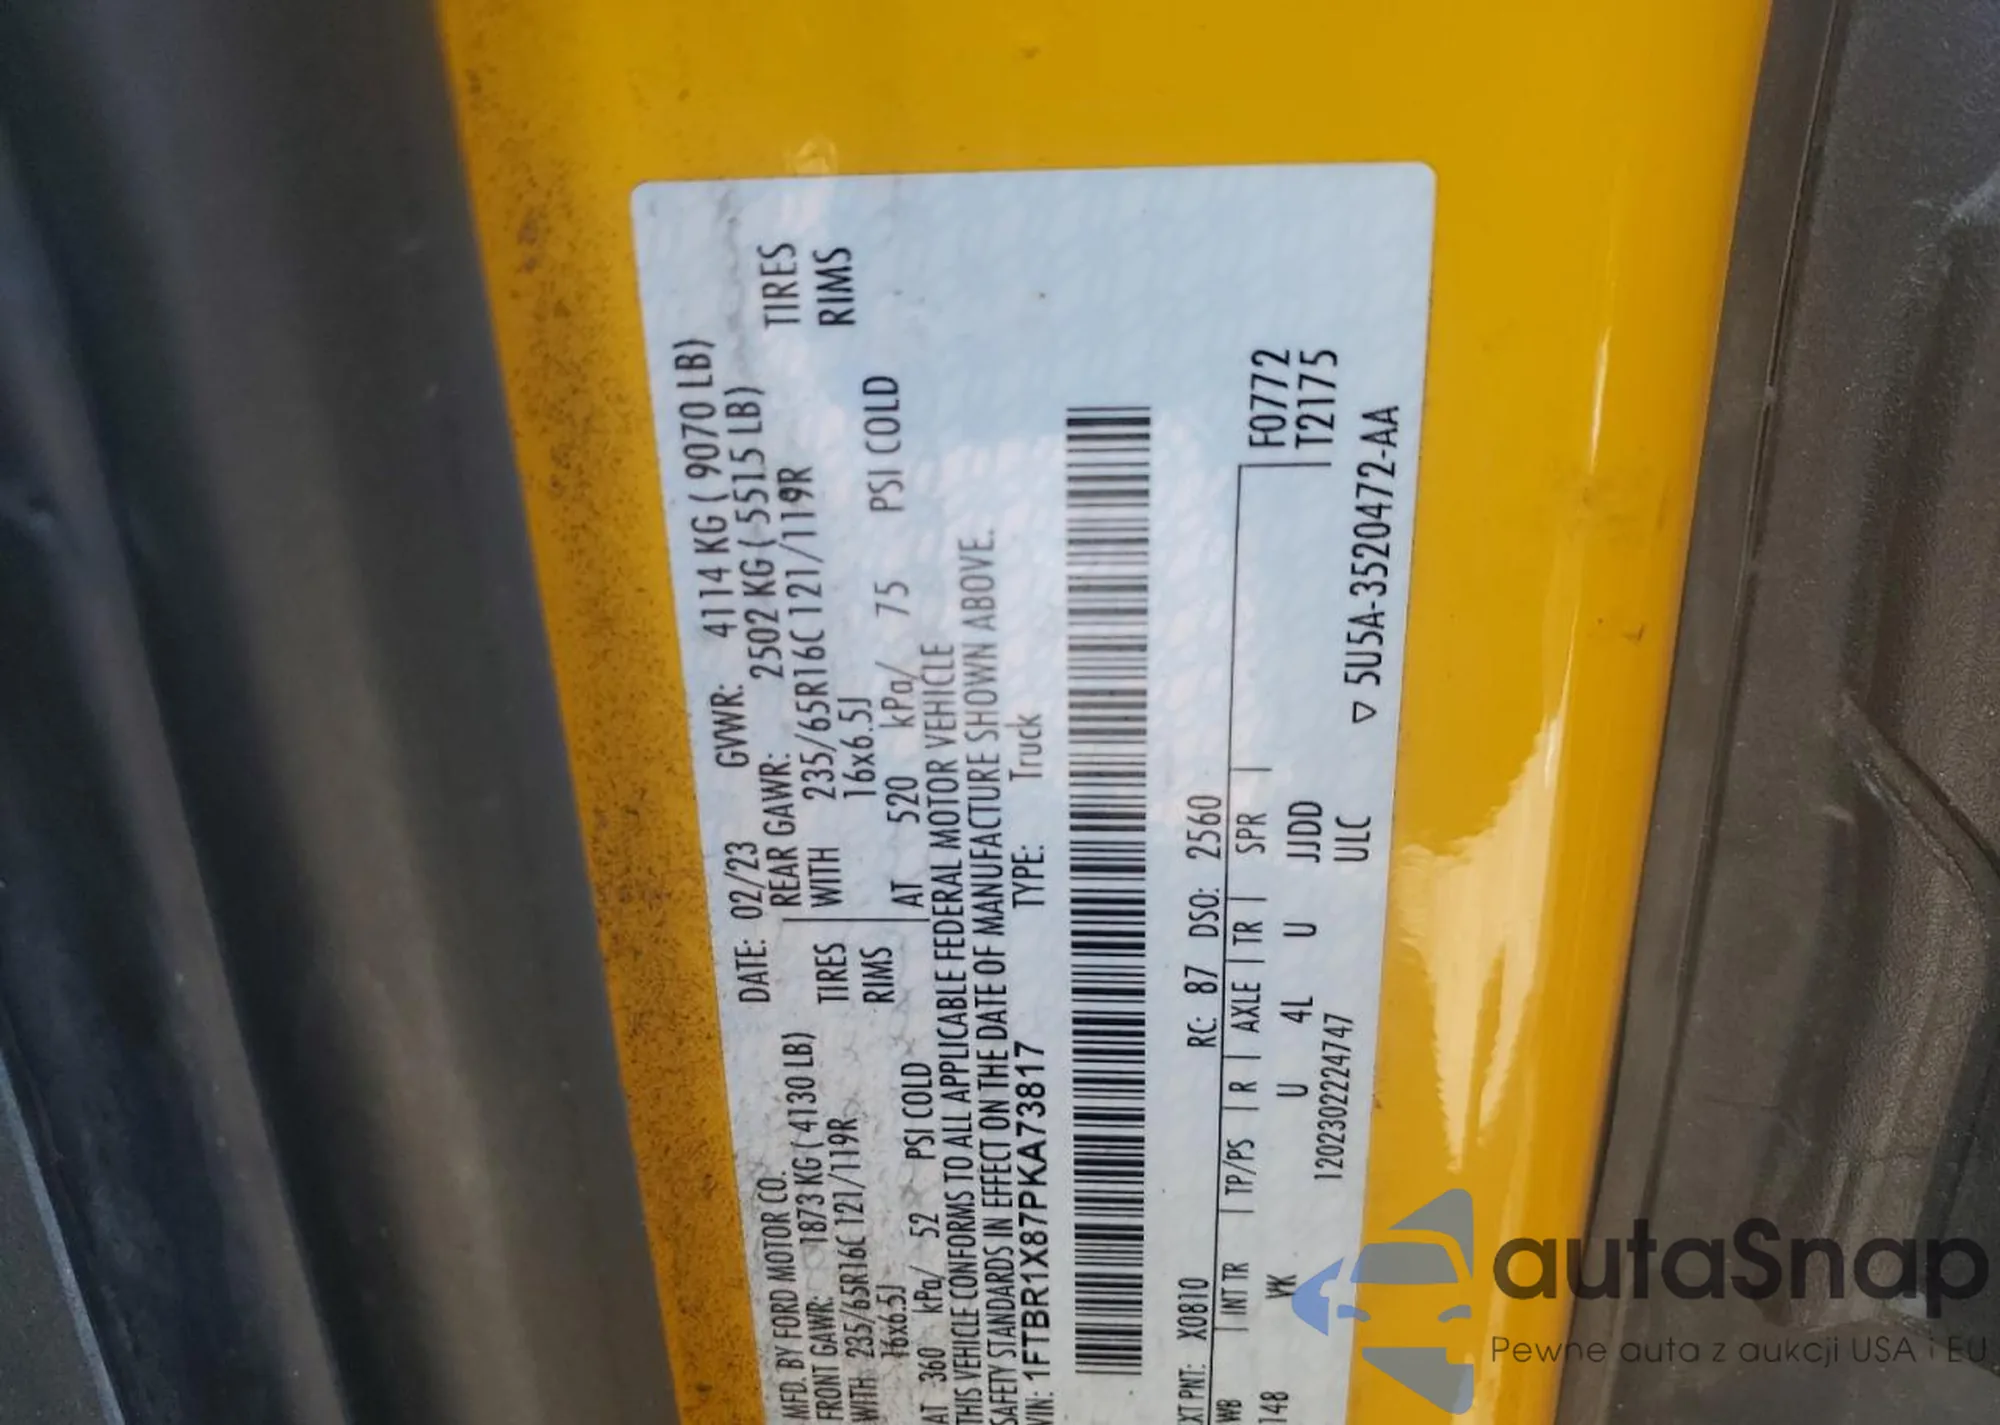 MFD. BY FORD MOTOR CO. DATE: 02/23 GVWR: 4114 KG ( 9070 LB)
FRONT GAWR: 1873 KG ( 4130 LB) REAR GAWR: 2502 KG ( 5515 LB)
WITH 235/65R16C 121/119R TIRES WITH 235/65R16C 121/119R TIRES
16x6.5J RIMS 16x6.5J RIMS
AT 360 kPa/ 52 PSI COLD AT 520 kPa/ 75 PSI COLD
THIS VEHICLE CONFORMS TO ALL APPLICABLE FEDERAL MOTOR VEHICLE
SAFETY STANDARDS IN EFFECT ON THE DATE OF MANUFACTURE SHOWN ABOVE.
VIN: 1FTBR1X87PKA73817 TYPE: Truck
XT PNT: X0810 RC: 87 DSO: 2560
WB INT TR TP/PS R AXLE TR SPR F0772
148 VK U 4L U JJDD T2175
12023022224747 ULC
▽ 5U5A-3520472-AA
autaSnap
Pewne auta z aukcji USA i EU